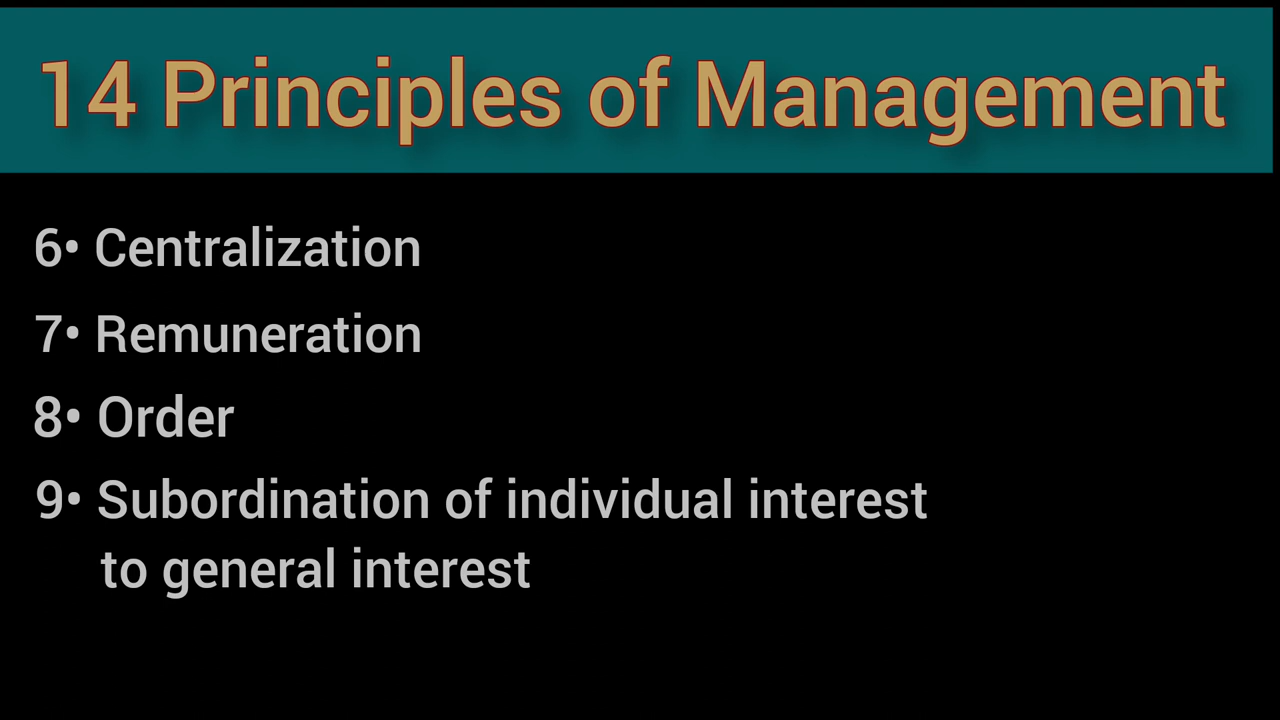 14 Principles of Management
6• Centralization
7• Remuneration
8• Order
9• Subordination of individual interest
to general interest